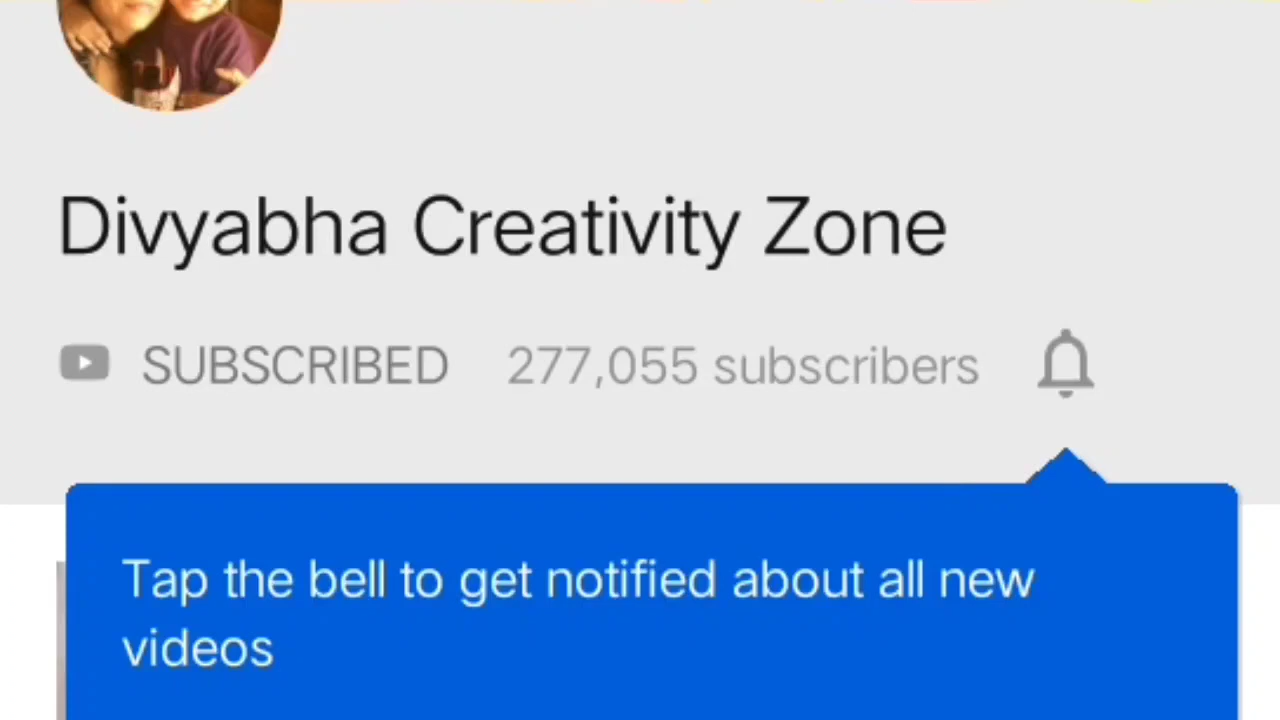 Divyabha Creativity Zone
SUBSCRIBED 277,055 subscribers
Tap the bell to get notified about all new
videos